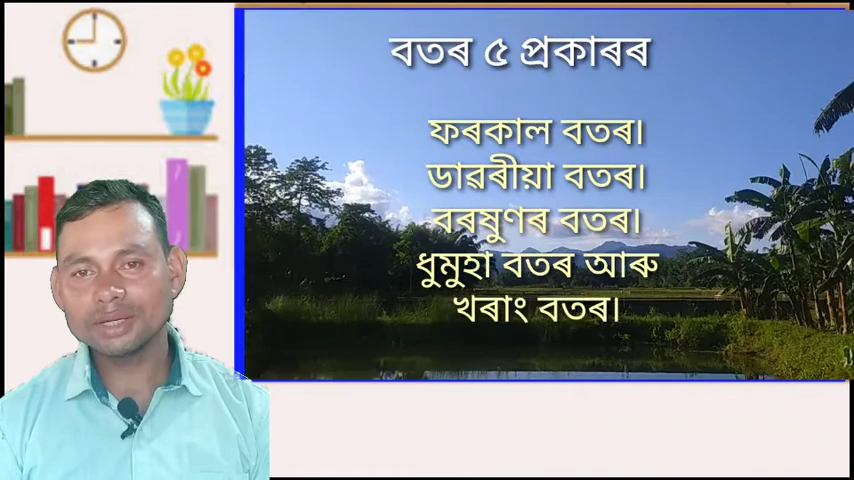 বতৰ ৫ প্ৰকাৰৰ
ফৰকাল বতৰ।
ডাৱৰীয়া বতৰ।
বৰষুণৰ বতৰ।
ধুমুহা বতৰ আৰু
খৰাং বতৰ।